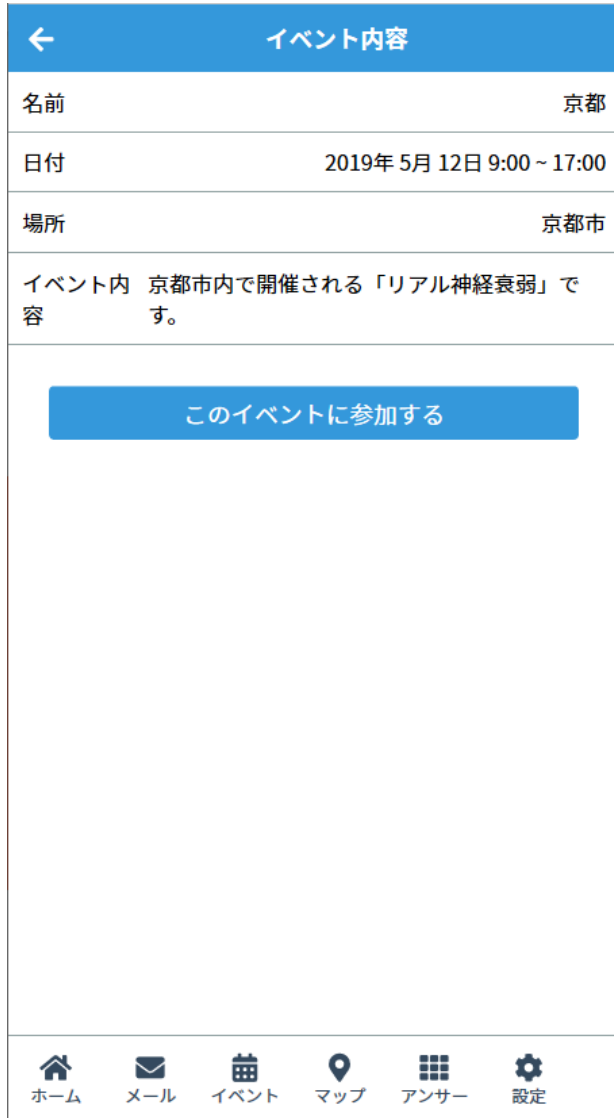 イベント内容
名前 京都
日付 2019年 5月 12日 9:00 ~ 17:00
場所 京都市
イベント内 京都市内で開催される「リアル神経衰弱」で
容 す。
このイベントに参加する
ホーム メール イベント マップ アンサー 設定